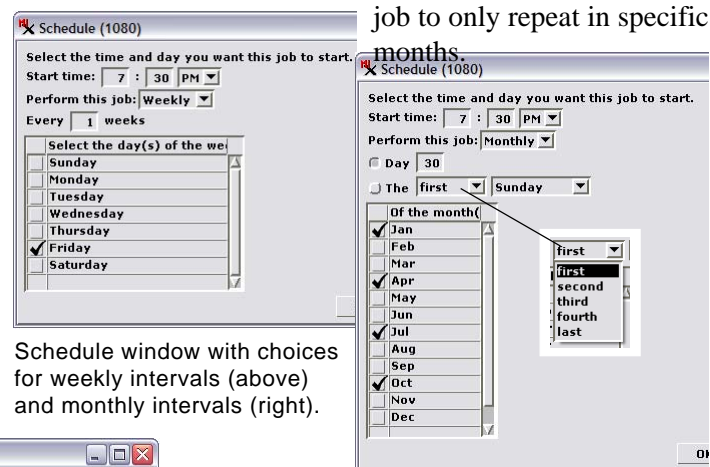 job to only repeat in specific
months.
Schedule (1080)
Select the time and day you want this job to start.
Start time: 7 : 30 PM
Perform this job: Weekly
Every 1 weeks
Select the day(s) of the
Sunday
Monday
Tuesday
Wednesday
Thursday
Friday
Saturday
Schedule window with choices
for weekly intervals (above)
and monthly intervals (right).
Schedule (1080)
Select the time and day you want this job to start.
Start time: 7 : 30 PM
Perform this job: Monthly
Day 30
The first Sunday
Of the month(
Jan
Feb
Mar
Apr
May
Jun
Jul
Aug
Sep
Oct
Nov
Dec
first
first
second
third
fourth
last